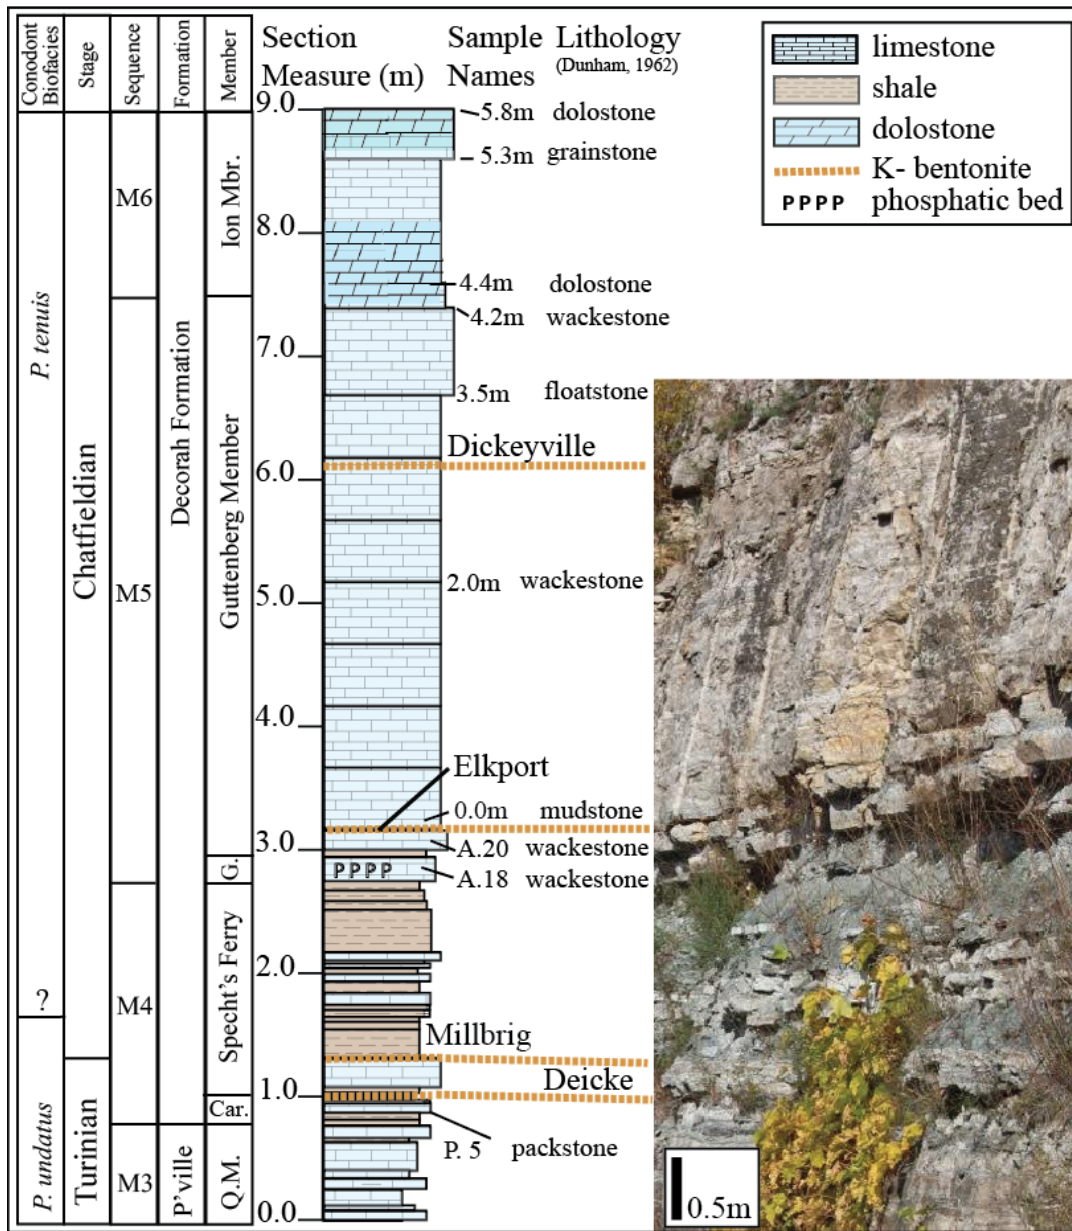 Conodont
Biofacies
Stage
Sequence
Formation
Member
Section
Measure (m)
Sample
Names
Lithology
(Dunham, 1962)
limestone
shale
dolostone
K- bentonite
PPPP phosphatic bed
9.0
8.0
7.0
6.0
5.0
4.0
3.0
2.0
1.0
0.0
P. tenuis
?
P. undatus
Chatfieldian
Turinian
M6
M5
M4
M3
Decorah Formation
P'ville
Ion Mbr.
Guttenberg Member
G.
Specht's Ferry
Car.
Q.M.
5.8m dolostone
5.3m grainstone
4.4m dolostone
4.2m wackestone
3.5m floatstone
Dickeyville
2.0m wackestone
Elkport
0.0m mudstone
A.20 wackestone
PPPP
A.18 wackestone
Millbrig
Deicke
P. 5 packstone
0.5m